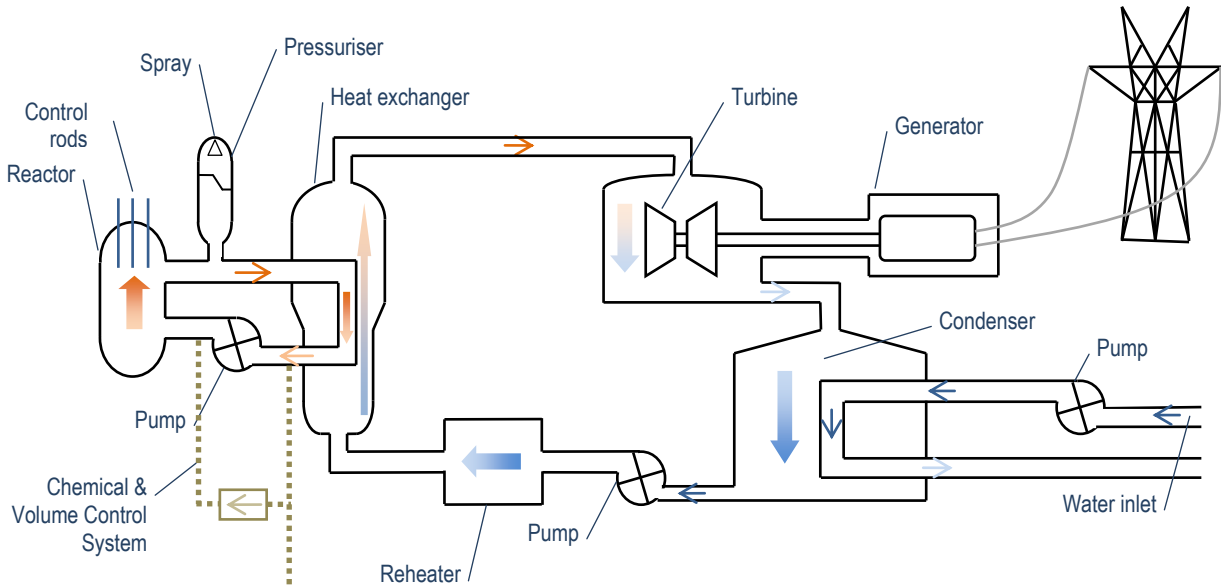 Pressuriser
Spray
Heat exchanger
Turbine
Control
rods
Generator
Reactor
Condenser
Pump
Pump
Chemical &
Volume Control
System
Pump
Water inlet
Reheater